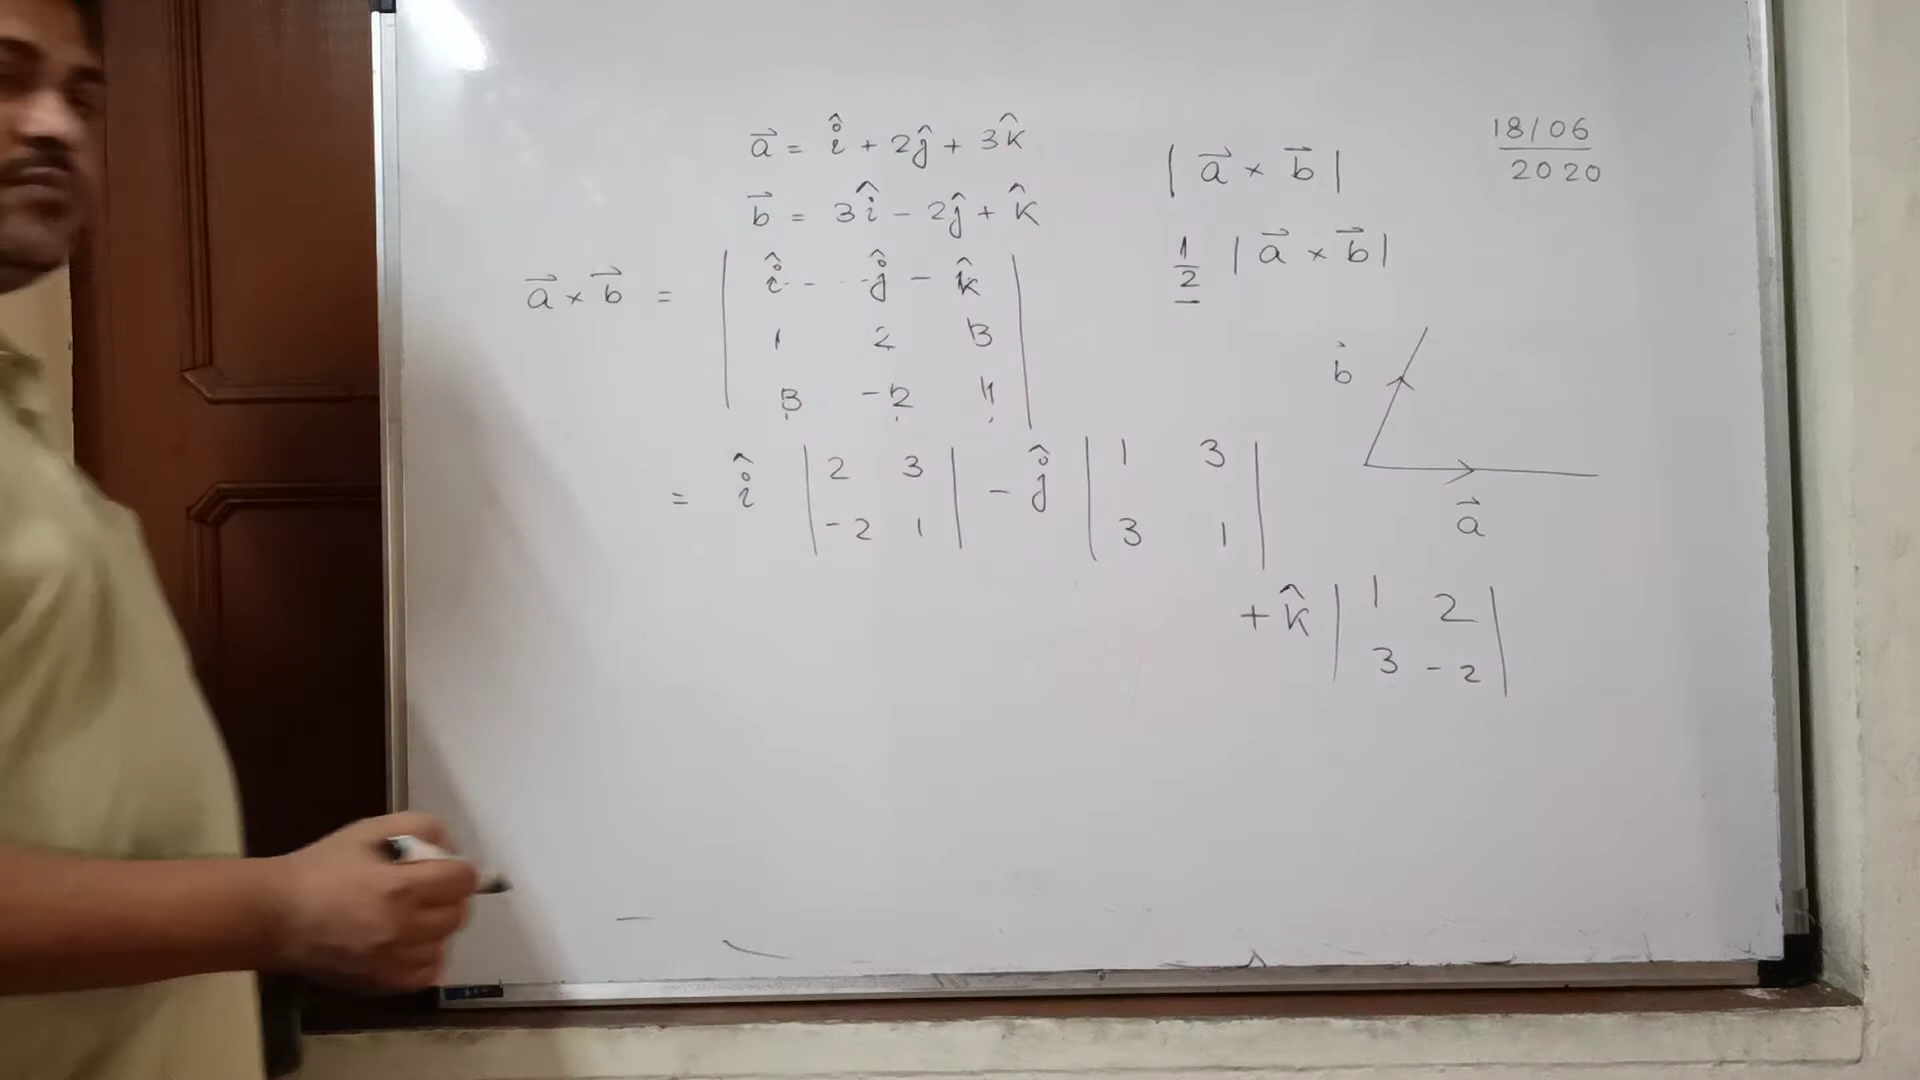 a⃗ = î + 2ĵ + 3k̂
b⃗ = 3î - 2ĵ + k̂
a⃗ × b⃗ = | î ĵ - k̂ |
1 2 3
3 -2 1
= î | 2 3 | - ĵ | 1 3 |
-2 1 3 1
+ k̂ | 1 2 |
3 -2
| a⃗ × b⃗ |
1/2 | a⃗ × b⃗ |
b
a⃗
18/06
2020